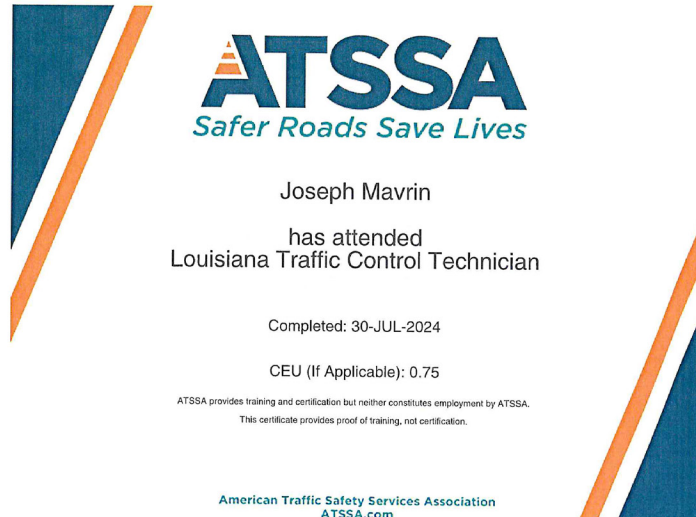 ATSSA
Safer Roads Save Lives
Joseph Mavrin
has attended
Louisiana Traffic Control Technician
Completed: 30-JUL-2024
CEU (If Applicable): 0.75
ATSSA provides training and certification but neither constitutes employment by ATSSA.
This certificate provides proof of training, not certification.
American Traffic Safety Services Association
ATSSA.com